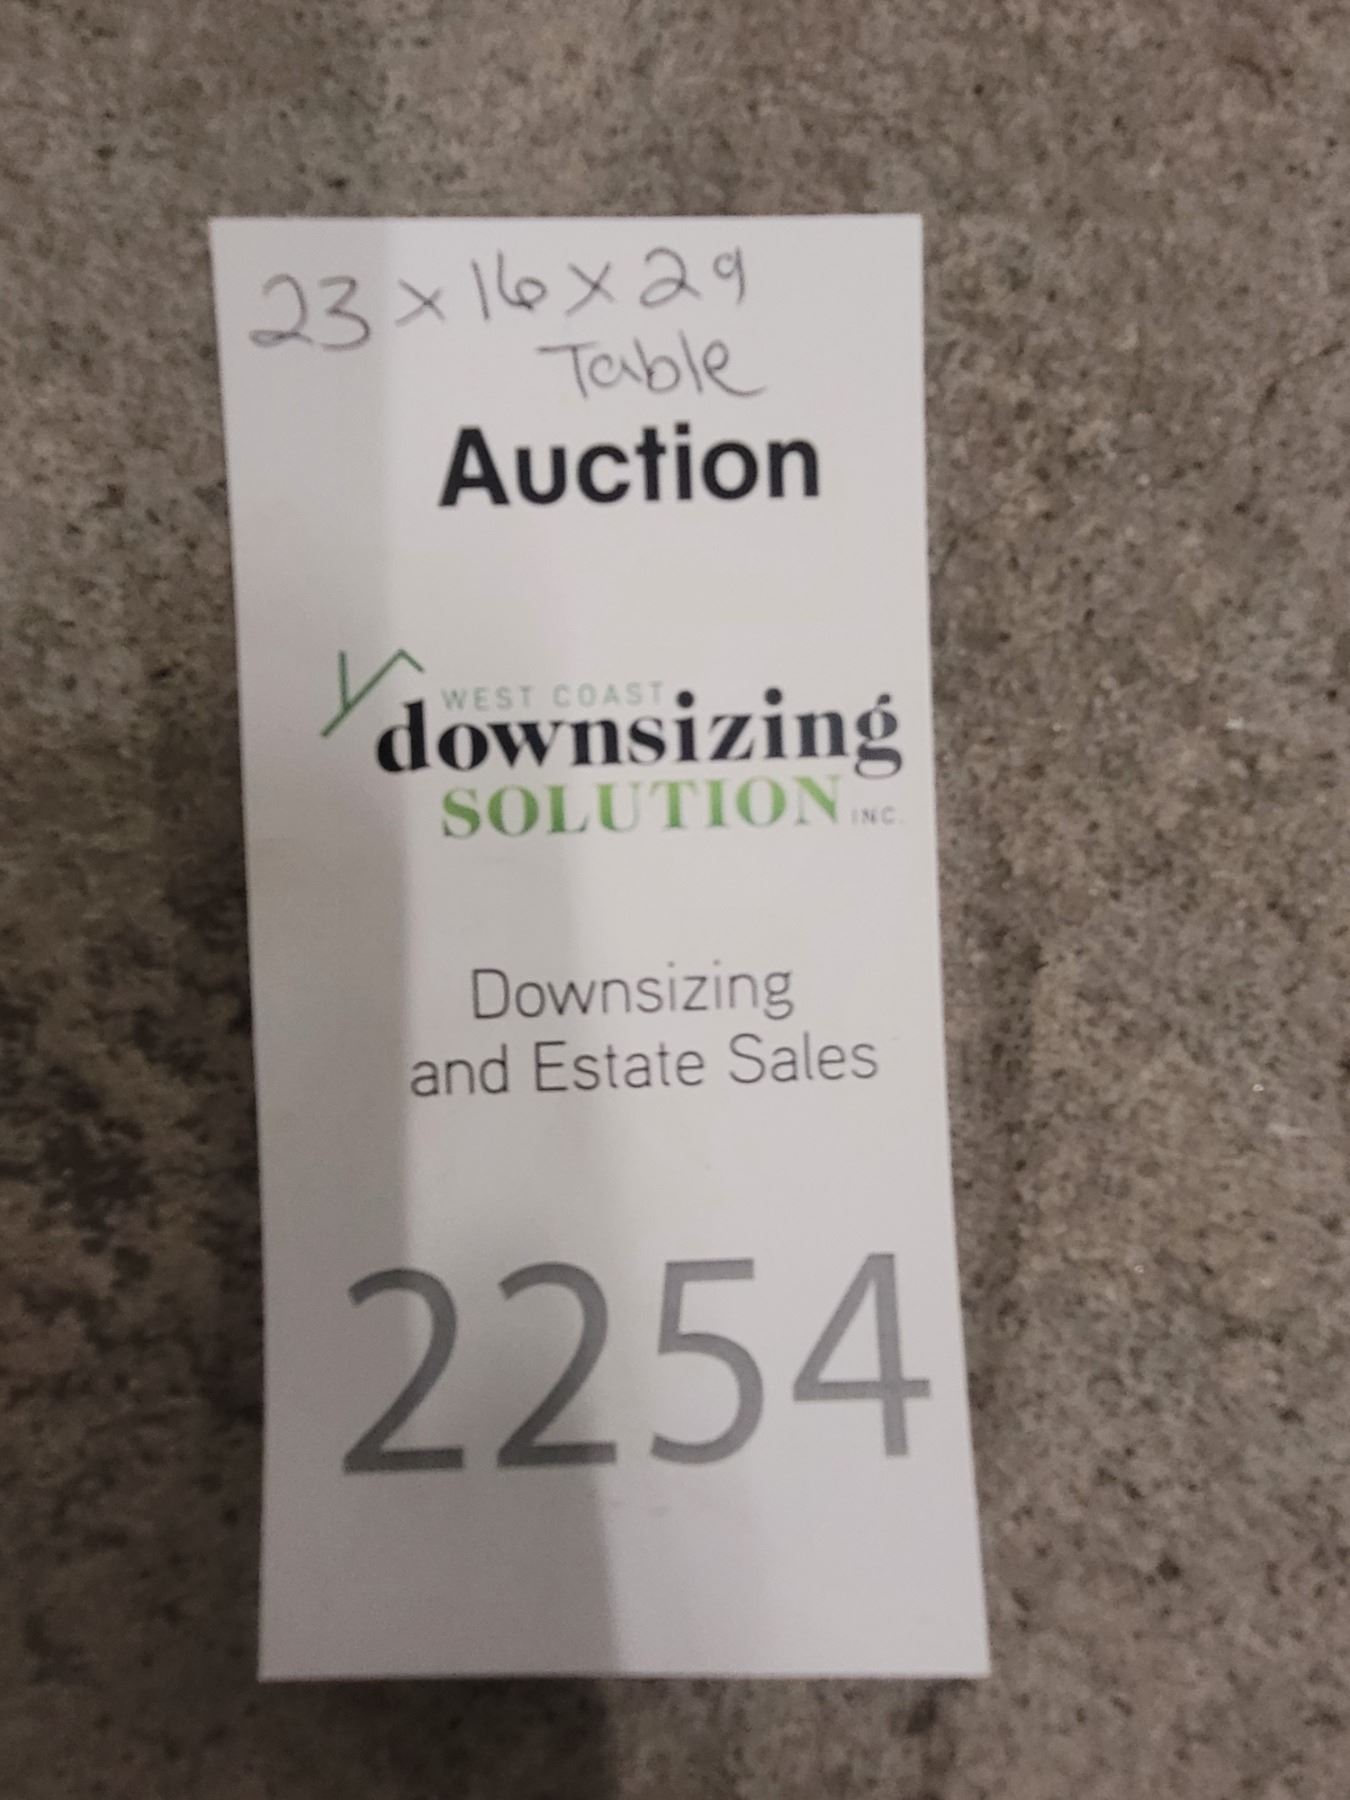 23 x 16 x 29
Table
Auction
WEST COAST
downsizing
SOLUTION INC.
Downsizing
and Estate Sales
2254